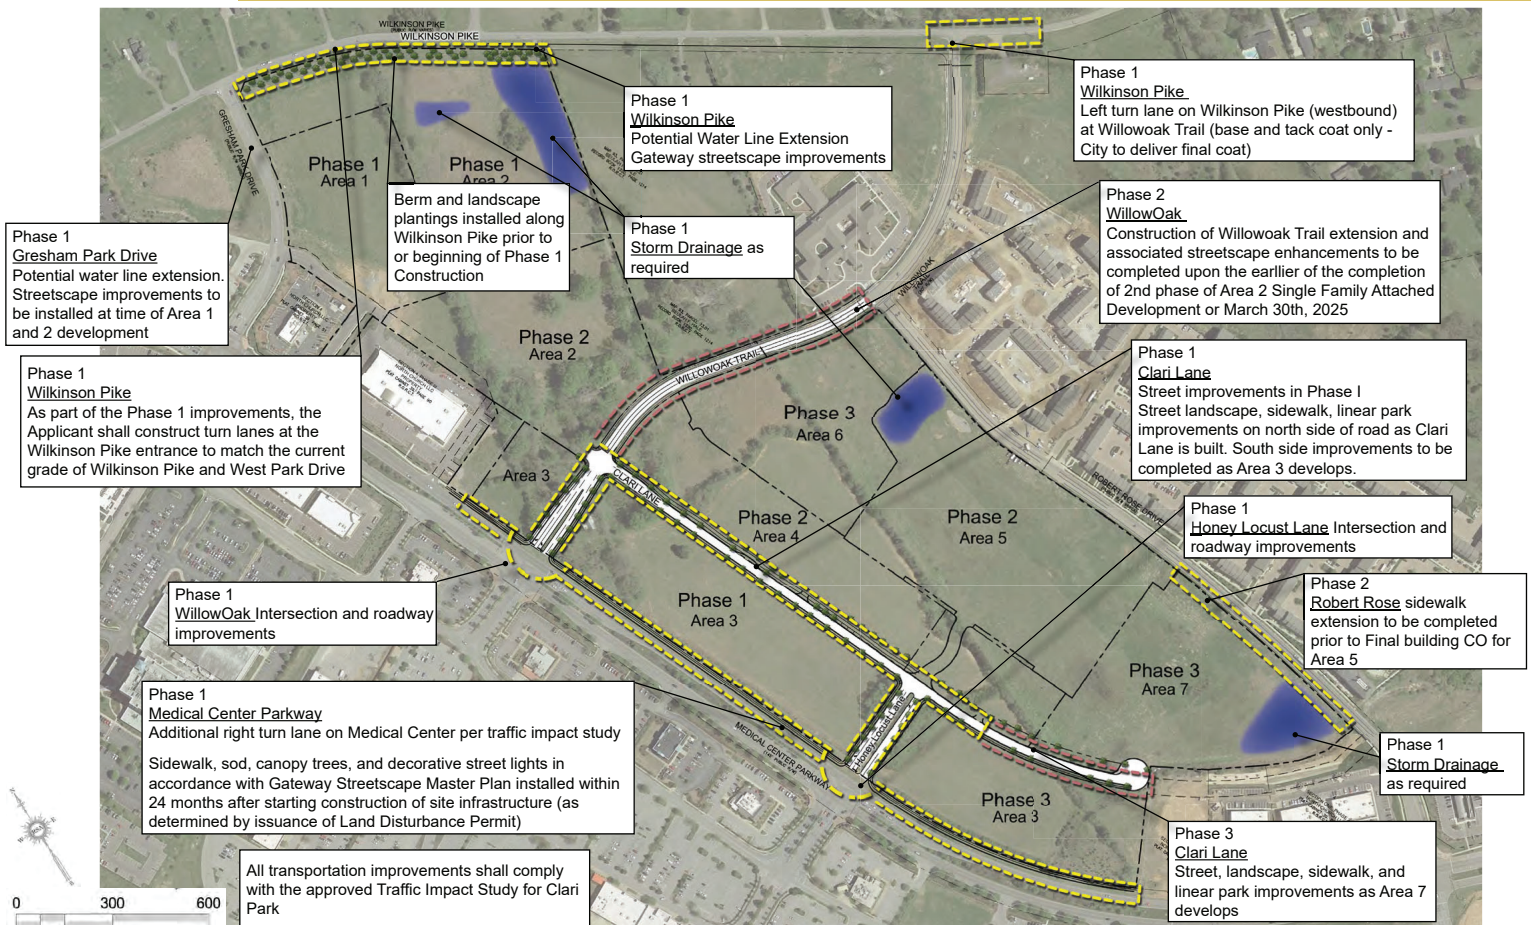 WILKINSON PIKE
WILKINSON PIKE
Phase 1
Wilkinson Pike
Potential Water Line Extension
Gateway streetscape improvements
Phase 1
Wilkinson Pike
Left turn lane on Wilkinson Pike (westbound)
at Willowoak Trail (base and tack coat only -
City to deliver final coat)
GRESHAM PARK DRIVE
Phase 1
Area 1
Phase 1
Area 2
Berm and landscape
plantings installed along
Wilkinson Pike prior to
or beginning of Phase 1
Construction
Phase 1
Storm Drainage as
required
Phase 2
WillowOak
Construction of Willowoak Trail extension and
associated streetscape enhancements to be
completed upon the earllier of the completion
of 2nd phase of Area 2 Single Family Attached
Development or March 30th, 2025
Phase 1
Gresham Park Drive
Potential water line extension.
Streetscape improvements to
be installed at time of Area 1
and 2 development
WILLOWOAK
TRAIL
Phase 2
Area 2
WILLOWOAK TRAIL
Phase 1
Clari Lane
Street improvements in Phase I
Street landscape, sidewalk, linear park
improvements on north side of road as Clari
Lane is built. South side improvements to be
completed as Area 3 develops.
Phase 1
Wilkinson Pike
As part of the Phase 1 improvements, the
Applicant shall construct turn lanes at the
Wilkinson Pike entrance to match the current
grade of Wilkinson Pike and West Park Drive
Phase 3
Area 6
Area 3
CLARI LANE
ROBERT ROSE DRIVE
Phase 2
Area 4
Phase 2
Area 5
Phase 1
Honey Locust Lane Intersection and
roadway improvements
Phase 1
WillowOak Intersection and roadway
improvements
Phase 1
Area 3
Phase 2
Robert Rose sidewalk
extension to be completed
prior to Final building CO for
Area 5
Phase 3
Area 7
Phase 1
Medical Center Parkway
Additional right turn lane on Medical Center per traffic impact study
Sidewalk, sod, canopy trees, and decorative street lights in
accordance with Gateway Streetscape Master Plan installed within
24 months after starting construction of site infrastructure (as
determined by issuance of Land Disturbance Permit)
Honey Locust Lane
MEDICAL CENTER PARKWAY
Phase 1
Storm Drainage
as required
Phase 3
Area 3
Phase 3
Clari Lane
Street, landscape, sidewalk, and
linear park improvements as Area 7
develops
All transportation improvements shall comply
with the approved Traffic Impact Study for Clari
Park
0 300 600